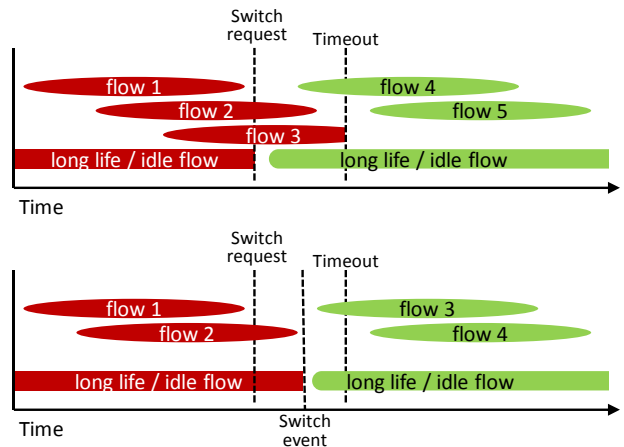 Switch
request
Timeout
flow 1
flow 4
flow 2
flow 5
flow 3
long life / idle flow
long life / idle flow
Time
Switch
request
Timeout
flow 1
flow 3
flow 2
flow 4
long life / idle flow
long life / idle flow
Time
Switch
event